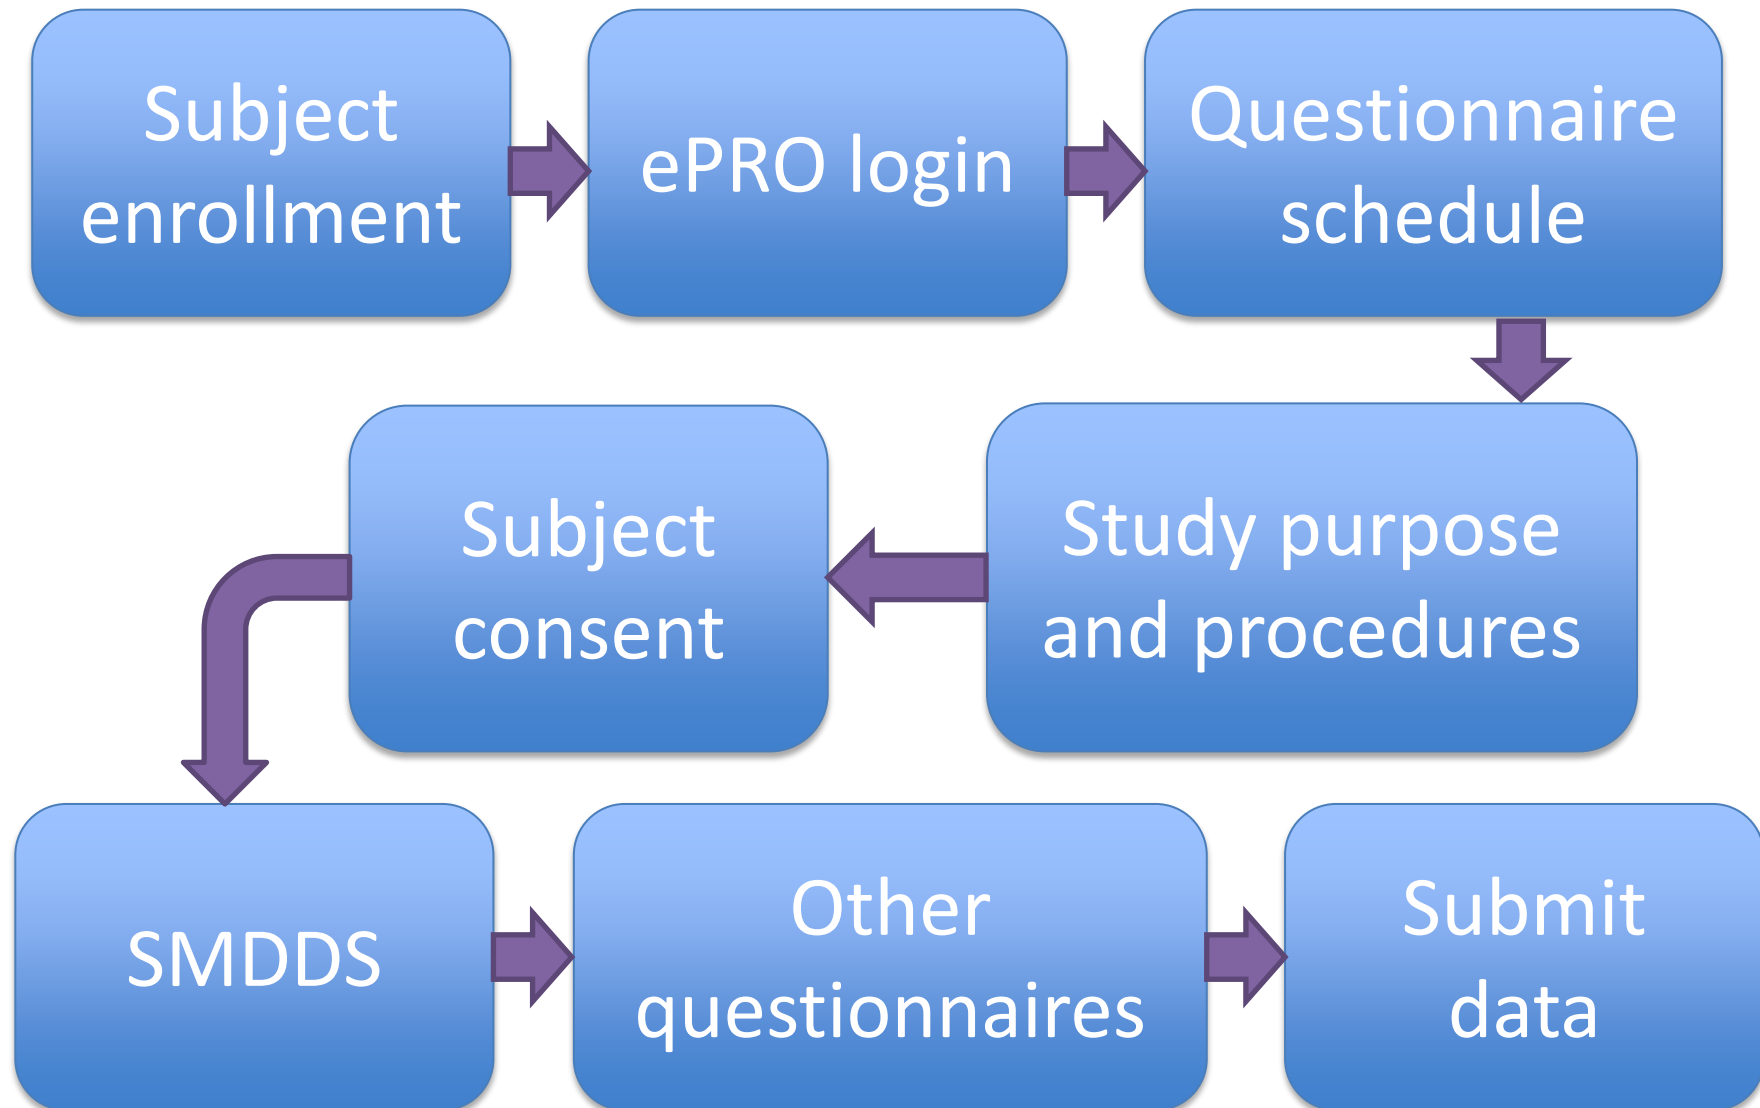 Subject
enrollment
ePRO login
Questionnaire
schedule
Study purpose
and procedures
Subject
consent
SMDDS
Other
questionnaires
Submit
data